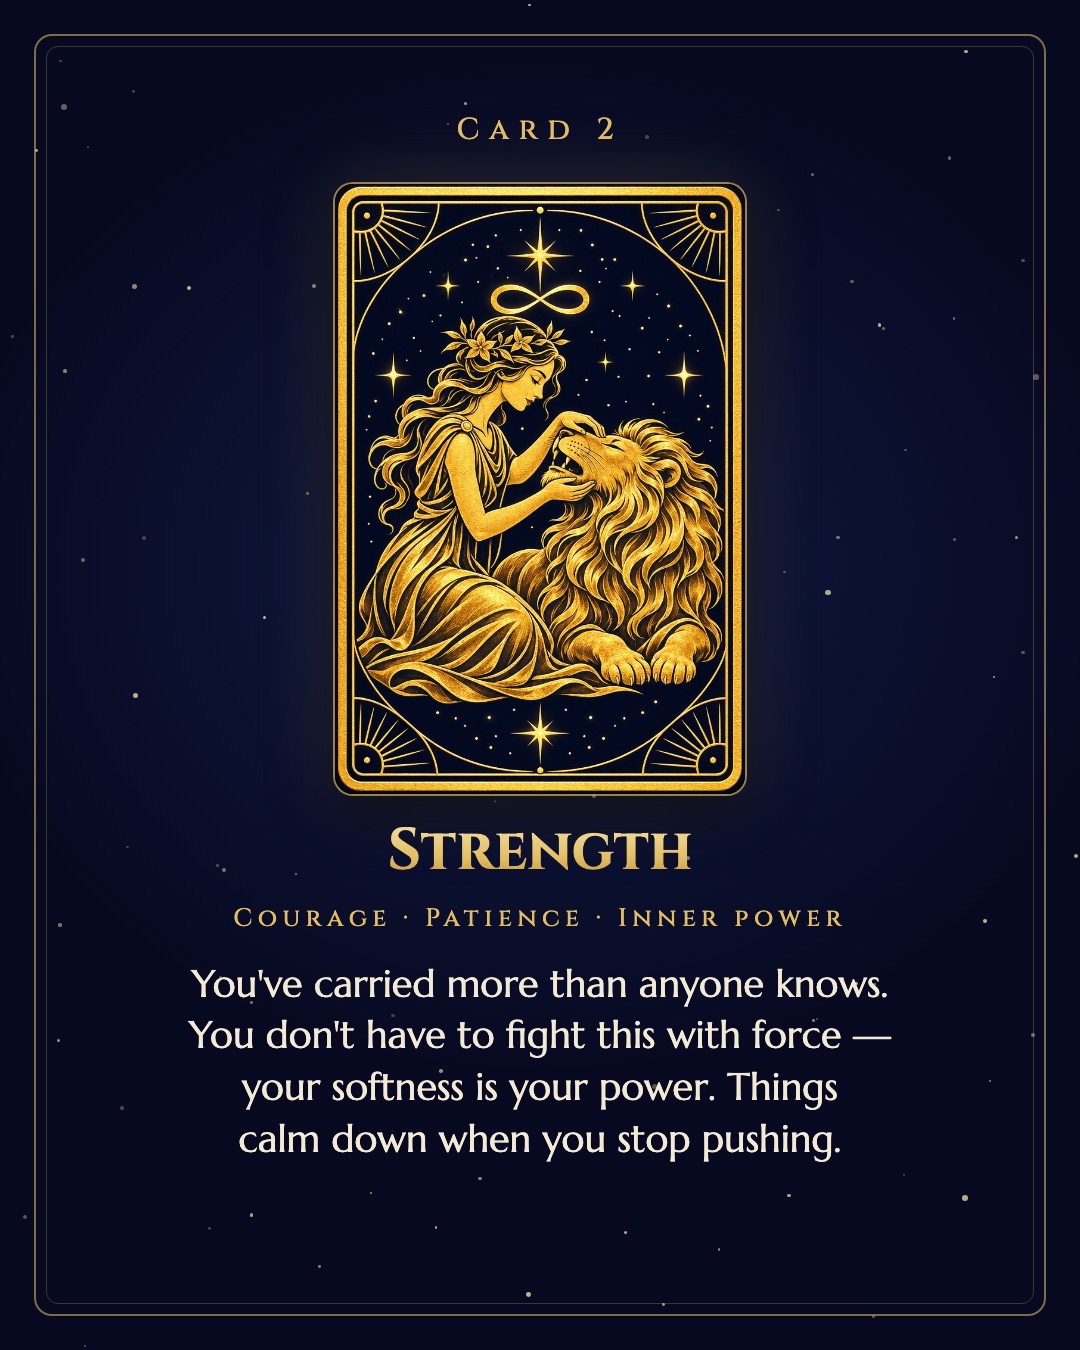 Card 2
Strength
Courage · Patience · Inner power
You've carried more than anyone knows.
You don't have to fight this with force —
your softness is your power. Things
calm down when you stop pushing.